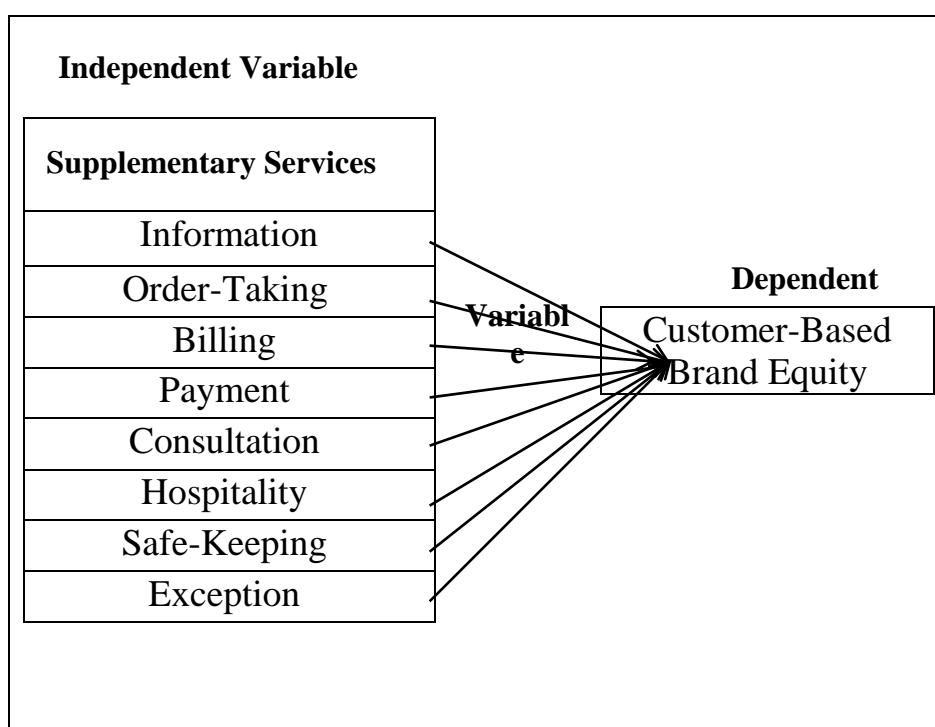 Independent Variable
Supplementary Services
Information
Order-Taking
Billing
Payment
Consultation
Hospitality
Safe-Keeping
Exception
Dependent
Variabl
e
Customer-Based
Brand Equity